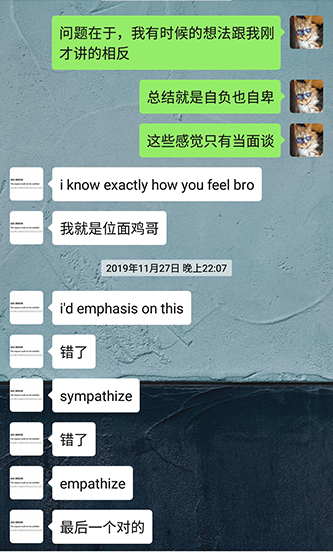 问题在于，我有时候的想法跟我刚
才讲的相反
总结就是自负也自卑
这些感觉只有当面谈
i know exactly how you feel bro
我就是位面鸡哥
2019年11月27日 晚上22:07
i'd emphasis on this
错了
sympathize
错了
empathize
最后一个对的